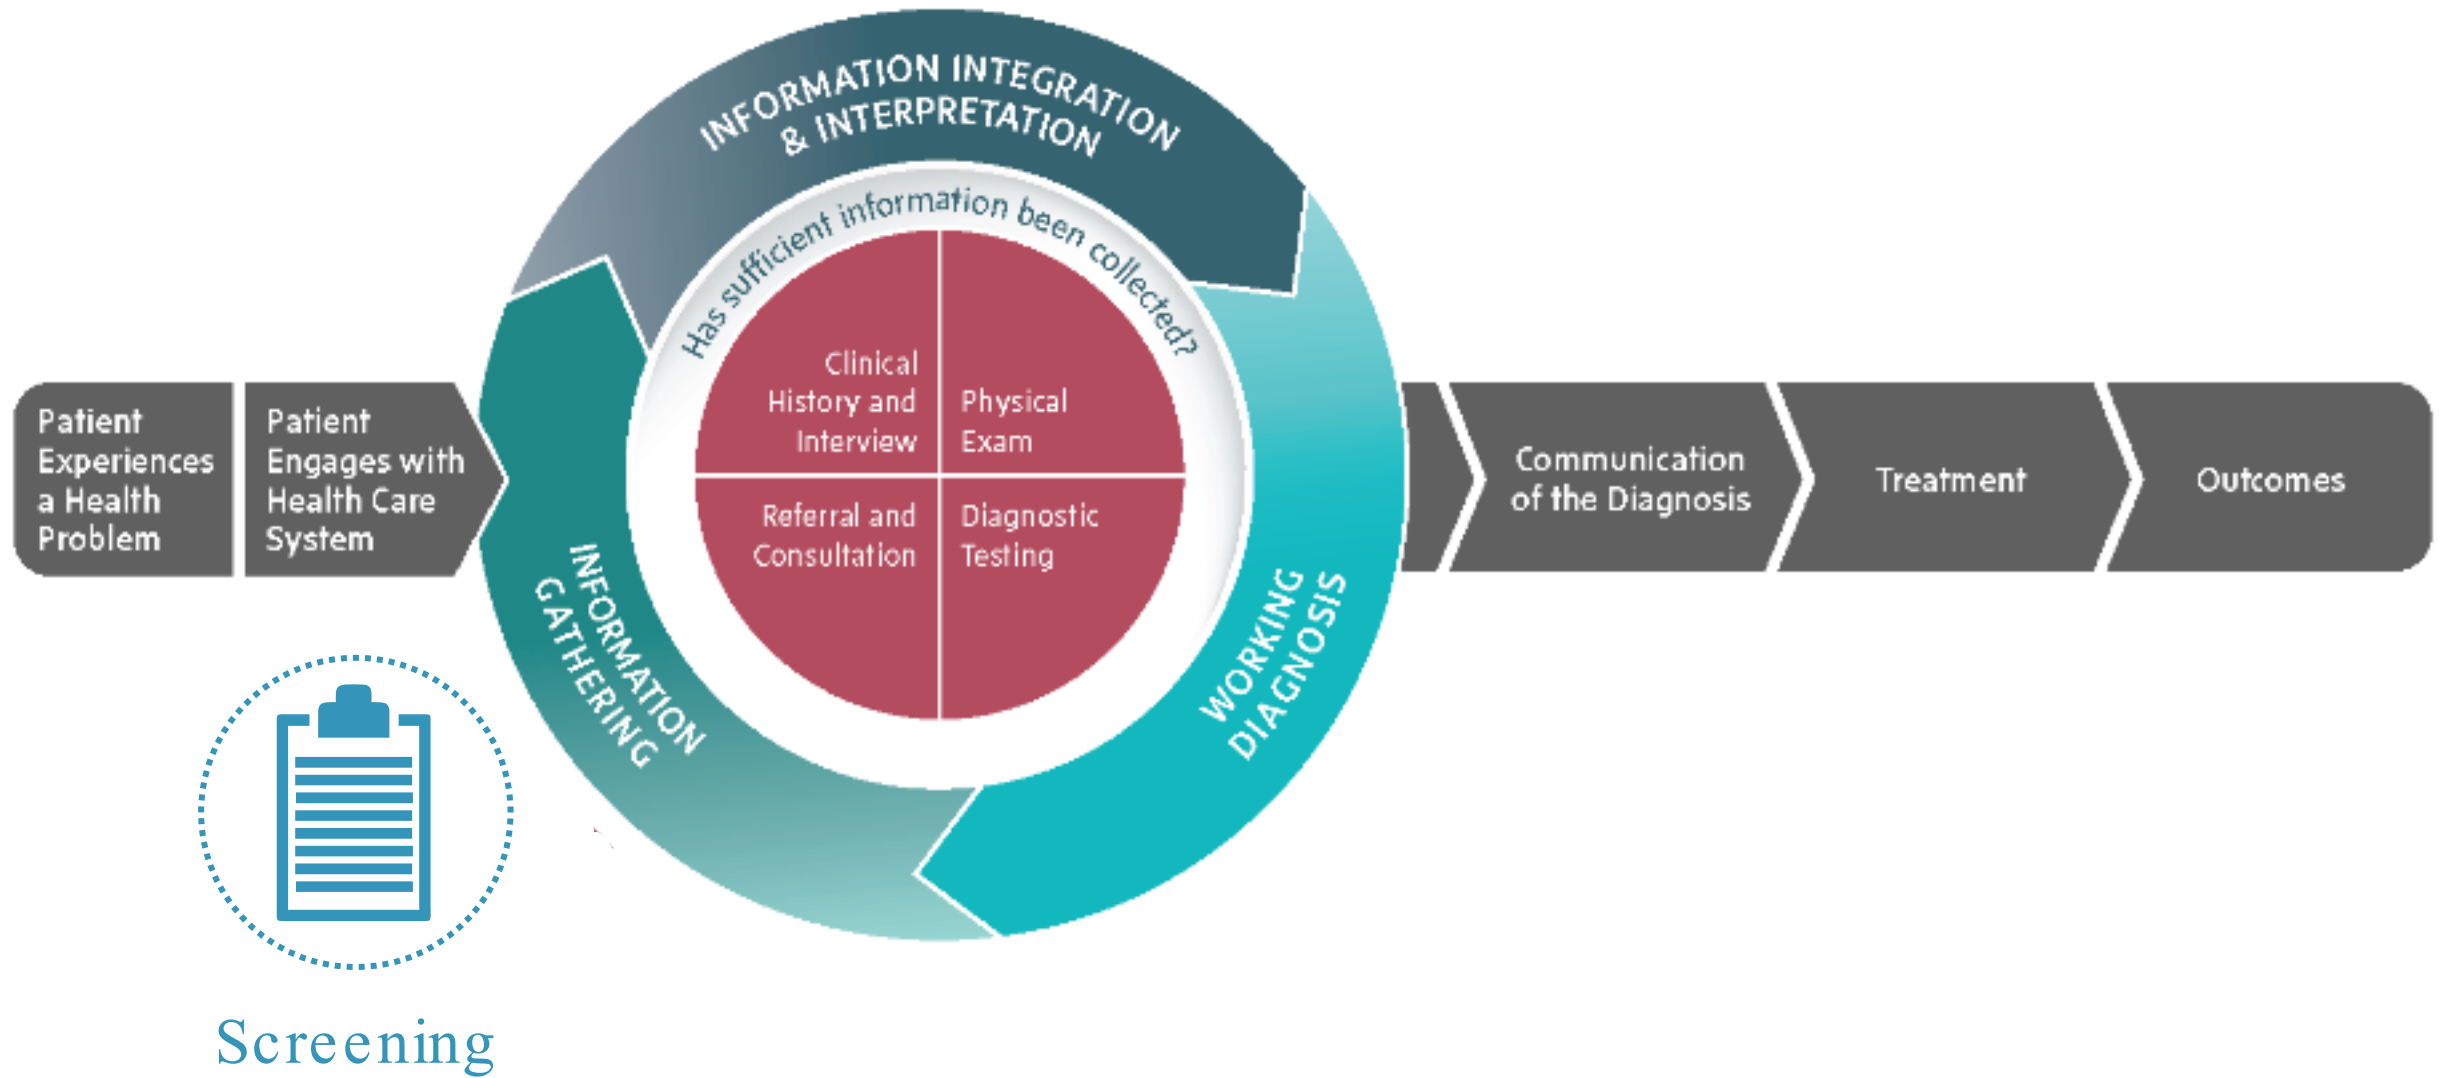 INFORMATION INTEGRATION
& INTERPRETATION
Has sufficient information been collected?
Clinical
History and
Interview
Physical
Exam
Referral and
Consultation
Diagnostic
Testing
Patient
Experiences
a Health
Problem
Patient
Engages with
Health Care
System
INFORMATION
GATHERING
WORKING
DIAGNOSIS
Communication
of the Diagnosis
Treatment
Outcomes
Screening